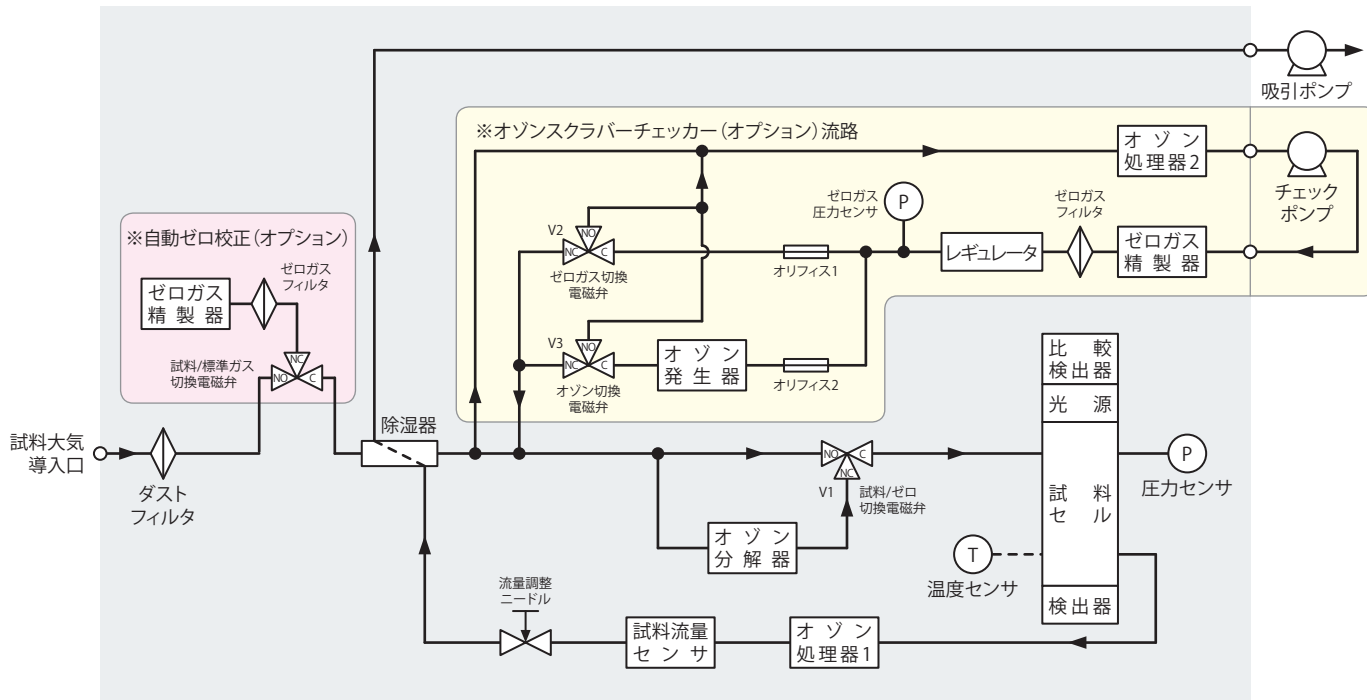 吸引ポンプ
※オゾンスクラバーチェッカー(オプション)流路
オゾン
処理器2
チェック
ポンプ
ゼロガス
圧力センサ
P
ゼロガス
フィルタ
V2
NO
NC
C
ゼロガス切換
電磁弁
オリフィス1
レギュレータ
ゼロガス
精製器
※自動ゼロ校正(オプション)
ゼロガス
精製器
ゼロガス
フィルタ
試料/標準ガス
切換電磁弁
NC
NO
C
V3
NO
NC
C
オゾン切換
電磁弁
オゾン
発生器
オリフィス2
比較
検出器
光源
試料
セル
検出器
試料大気
導入口
ダスト
フィルタ
除湿器
NO
C
NC
V1
試料/ゼロ
切換電磁弁
P
圧力センサ
オゾン
分解器
T
温度センサ
流量調整
ニードル
試料流量
センサ
オゾン
処理器1